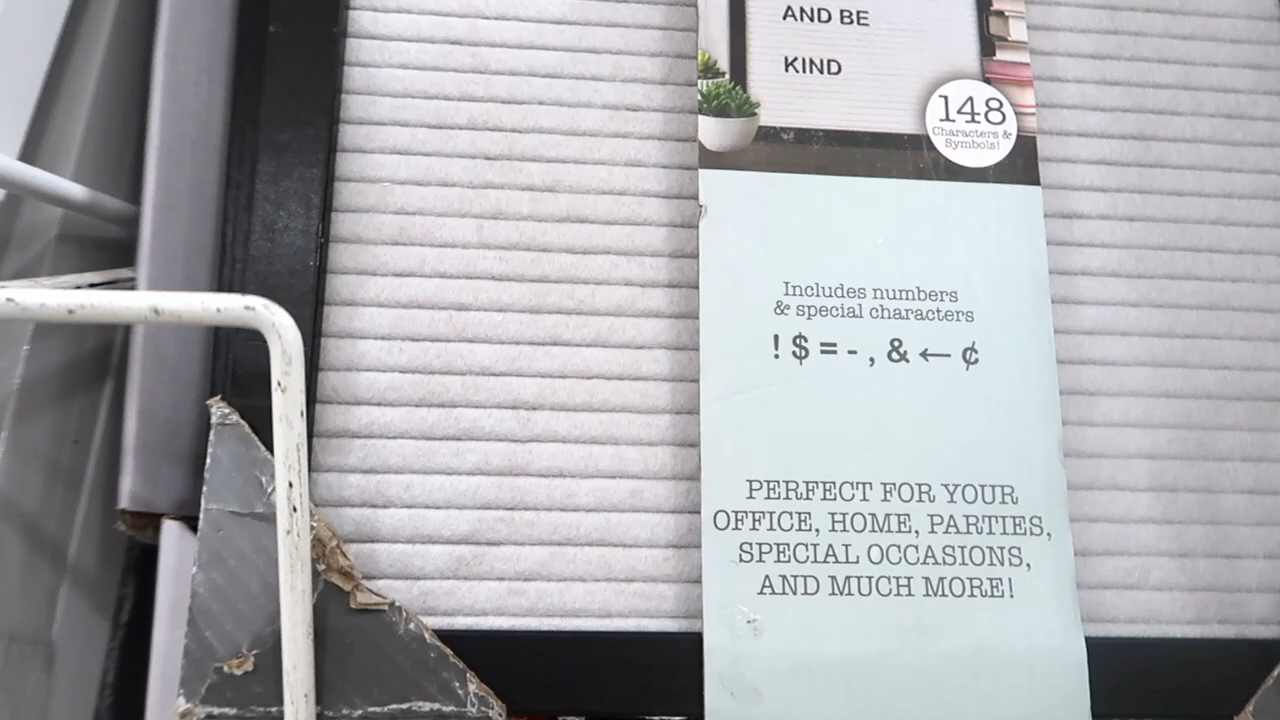 AND BE
KIND
148
Characters &
Symbols!
Includes numbers
& special characters
! $ = - , & ← ¢
PERFECT FOR YOUR
OFFICE, HOME, PARTIES,
SPECIAL OCCASIONS,
AND MUCH MORE!